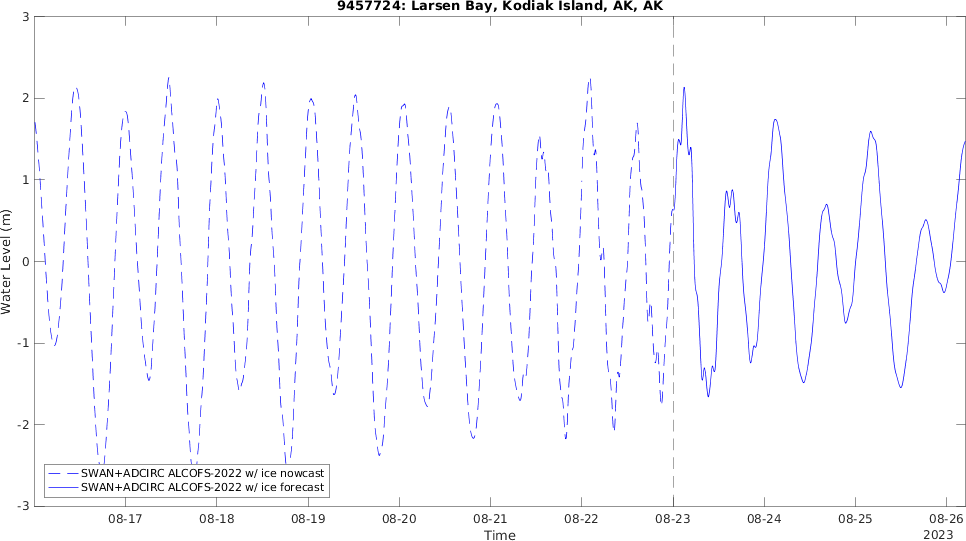 9457724: Larsen Bay, Kodiak Island, AK, AK
Water Level (m)
3
2
1
0
-1
-2
-3
SWAN+ADCIRC ALCOFS-2022 w/ ice nowcast
SWAN+ADCIRC ALCOFS-2022 w/ ice forecast
08-17 08-18 08-19 08-20 08-21 08-22 08-23 08-24 08-25 08-26
2023
Time